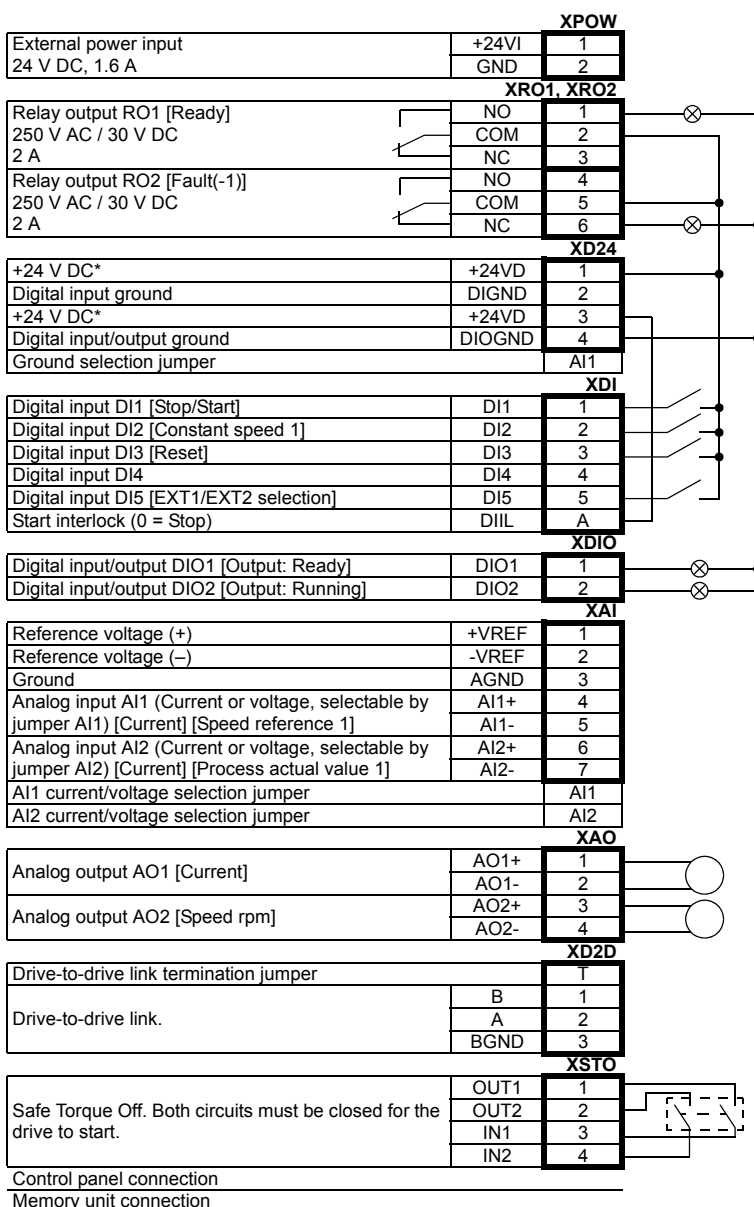 XPOW
External power input +24VI 1
24 V DC, 1.6 A GND 2
XRO1, XRO2
Relay output RO1 [Ready] NO 1
250 V AC / 30 V DC COM 2
2 A NC 3
Relay output RO2 [Fault(-1)] NO 4
250 V AC / 30 V DC COM 5
2 A NC 6
XD24
+24 V DC* +24VD 1
Digital input ground DIGND 2
+24 V DC* +24VD 3
Digital input/output ground DIOGND 4
Ground selection jumper AI1
XDI
Digital input DI1 [Stop/Start] DI1 1
Digital input DI2 [Constant speed 1] DI2 2
Digital input DI3 [Reset] DI3 3
Digital input DI4 DI4 4
Digital input DI5 [EXT1/EXT2 selection] DI5 5
Start interlock (0 = Stop) DIIL A
XDIO
Digital input/output DIO1 [Output: Ready] DIO1 1
Digital input/output DIO2 [Output: Running] DIO2 2
XAI
Reference voltage (+) +VREF 1
Reference voltage (–) -VREF 2
Ground AGND 3
Analog input AI1 (Current or voltage, selectable by AI1+ 4
jumper AI1) [Current] [Speed reference 1] AI1- 5
Analog input AI2 (Current or voltage, selectable by AI2+ 6
jumper AI2) [Current] [Process actual value 1] AI2- 7
AI1 current/voltage selection jumper AI1
AI2 current/voltage selection jumper AI2
XAO
Analog output AO1 [Current] AO1+ 1
AO1- 2
Analog output AO2 [Speed rpm] AO2+ 3
AO2- 4
XD2D
Drive-to-drive link termination jumper T
B 1
Drive-to-drive link. A 2
BGND 3
XSTO
OUT1 1
Safe Torque Off. Both circuits must be closed for the OUT2 2
drive to start. IN1 3
IN2 4
Control panel connection
Memory unit connection